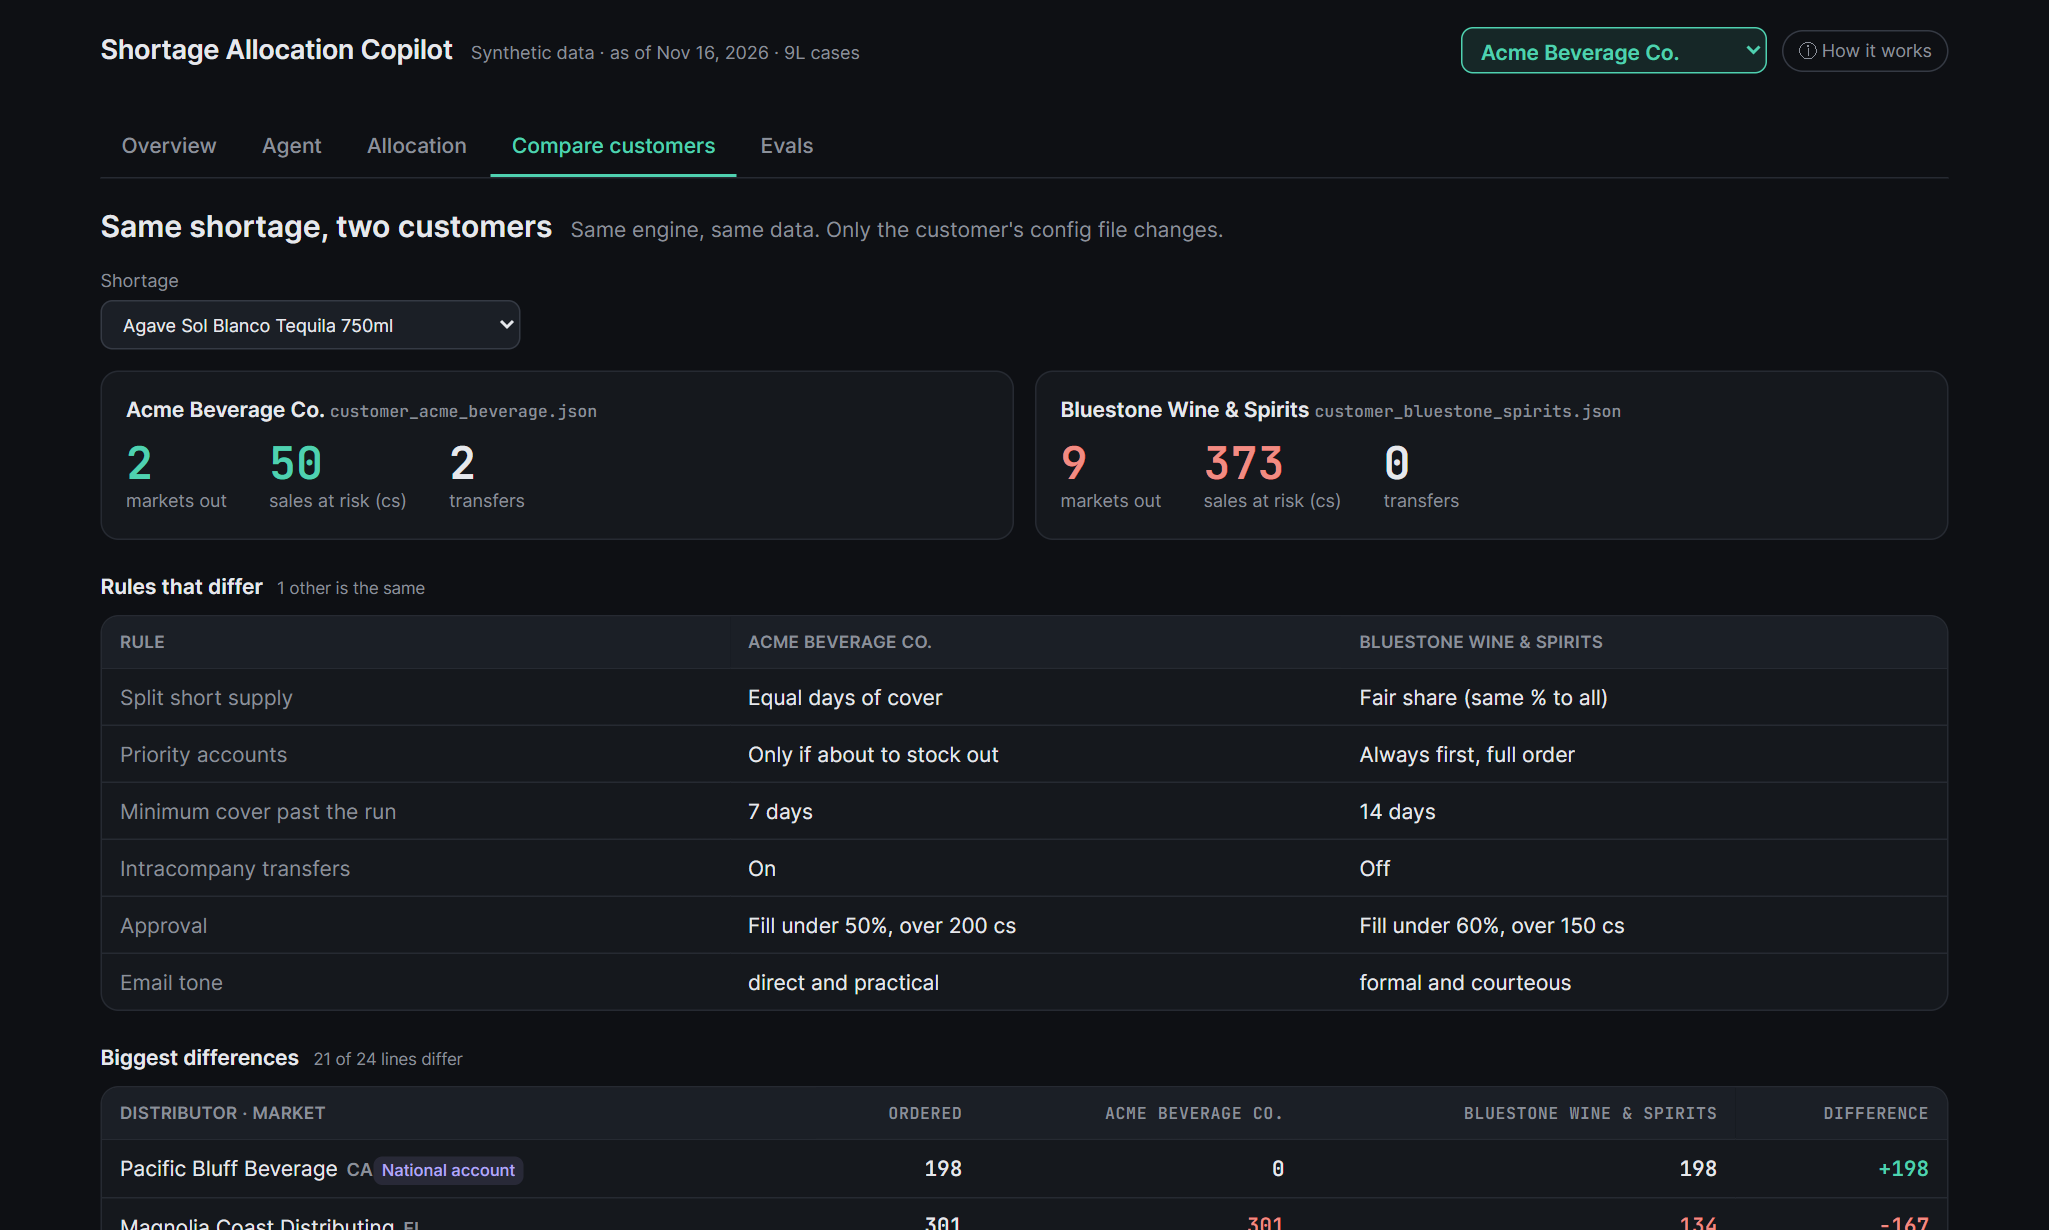 Shortage Allocation Copilot Synthetic data · as of Nov 16, 2026 · 9L cases Acme Beverage Co. ⓘ How it works
Overview Agent Allocation Compare customers Evals
Same shortage, two customers Same engine, same data. Only the customer's config file changes.
Shortage
Agave Sol Blanco Tequila 750ml
Acme Beverage Co. customer_acme_beverage.json
2 50 2
markets out sales at risk (cs) transfers
Bluestone Wine & Spirits customer_bluestone_spirits.json
9 373 0
markets out sales at risk (cs) transfers
Rules that differ 1 other is the same
RULE ACME BEVERAGE CO. BLUESTONE WINE & SPIRITS
Split short supply Equal days of cover Fair share (same % to all)
Priority accounts Only if about to stock out Always first, full order
Minimum cover past the run 7 days 14 days
Intracompany transfers On Off
Approval Fill under 50%, over 200 cs Fill under 60%, over 150 cs
Email tone direct and practical formal and courteous
Biggest differences 21 of 24 lines differ
DISTRIBUTOR · MARKET ORDERED ACME BEVERAGE CO. BLUESTONE WINE & SPIRITS DIFFERENCE
Pacific Bluff Beverage CA National account 198 0 198 +198
Magnolia Coast Distributing FL 301 301 134 -167